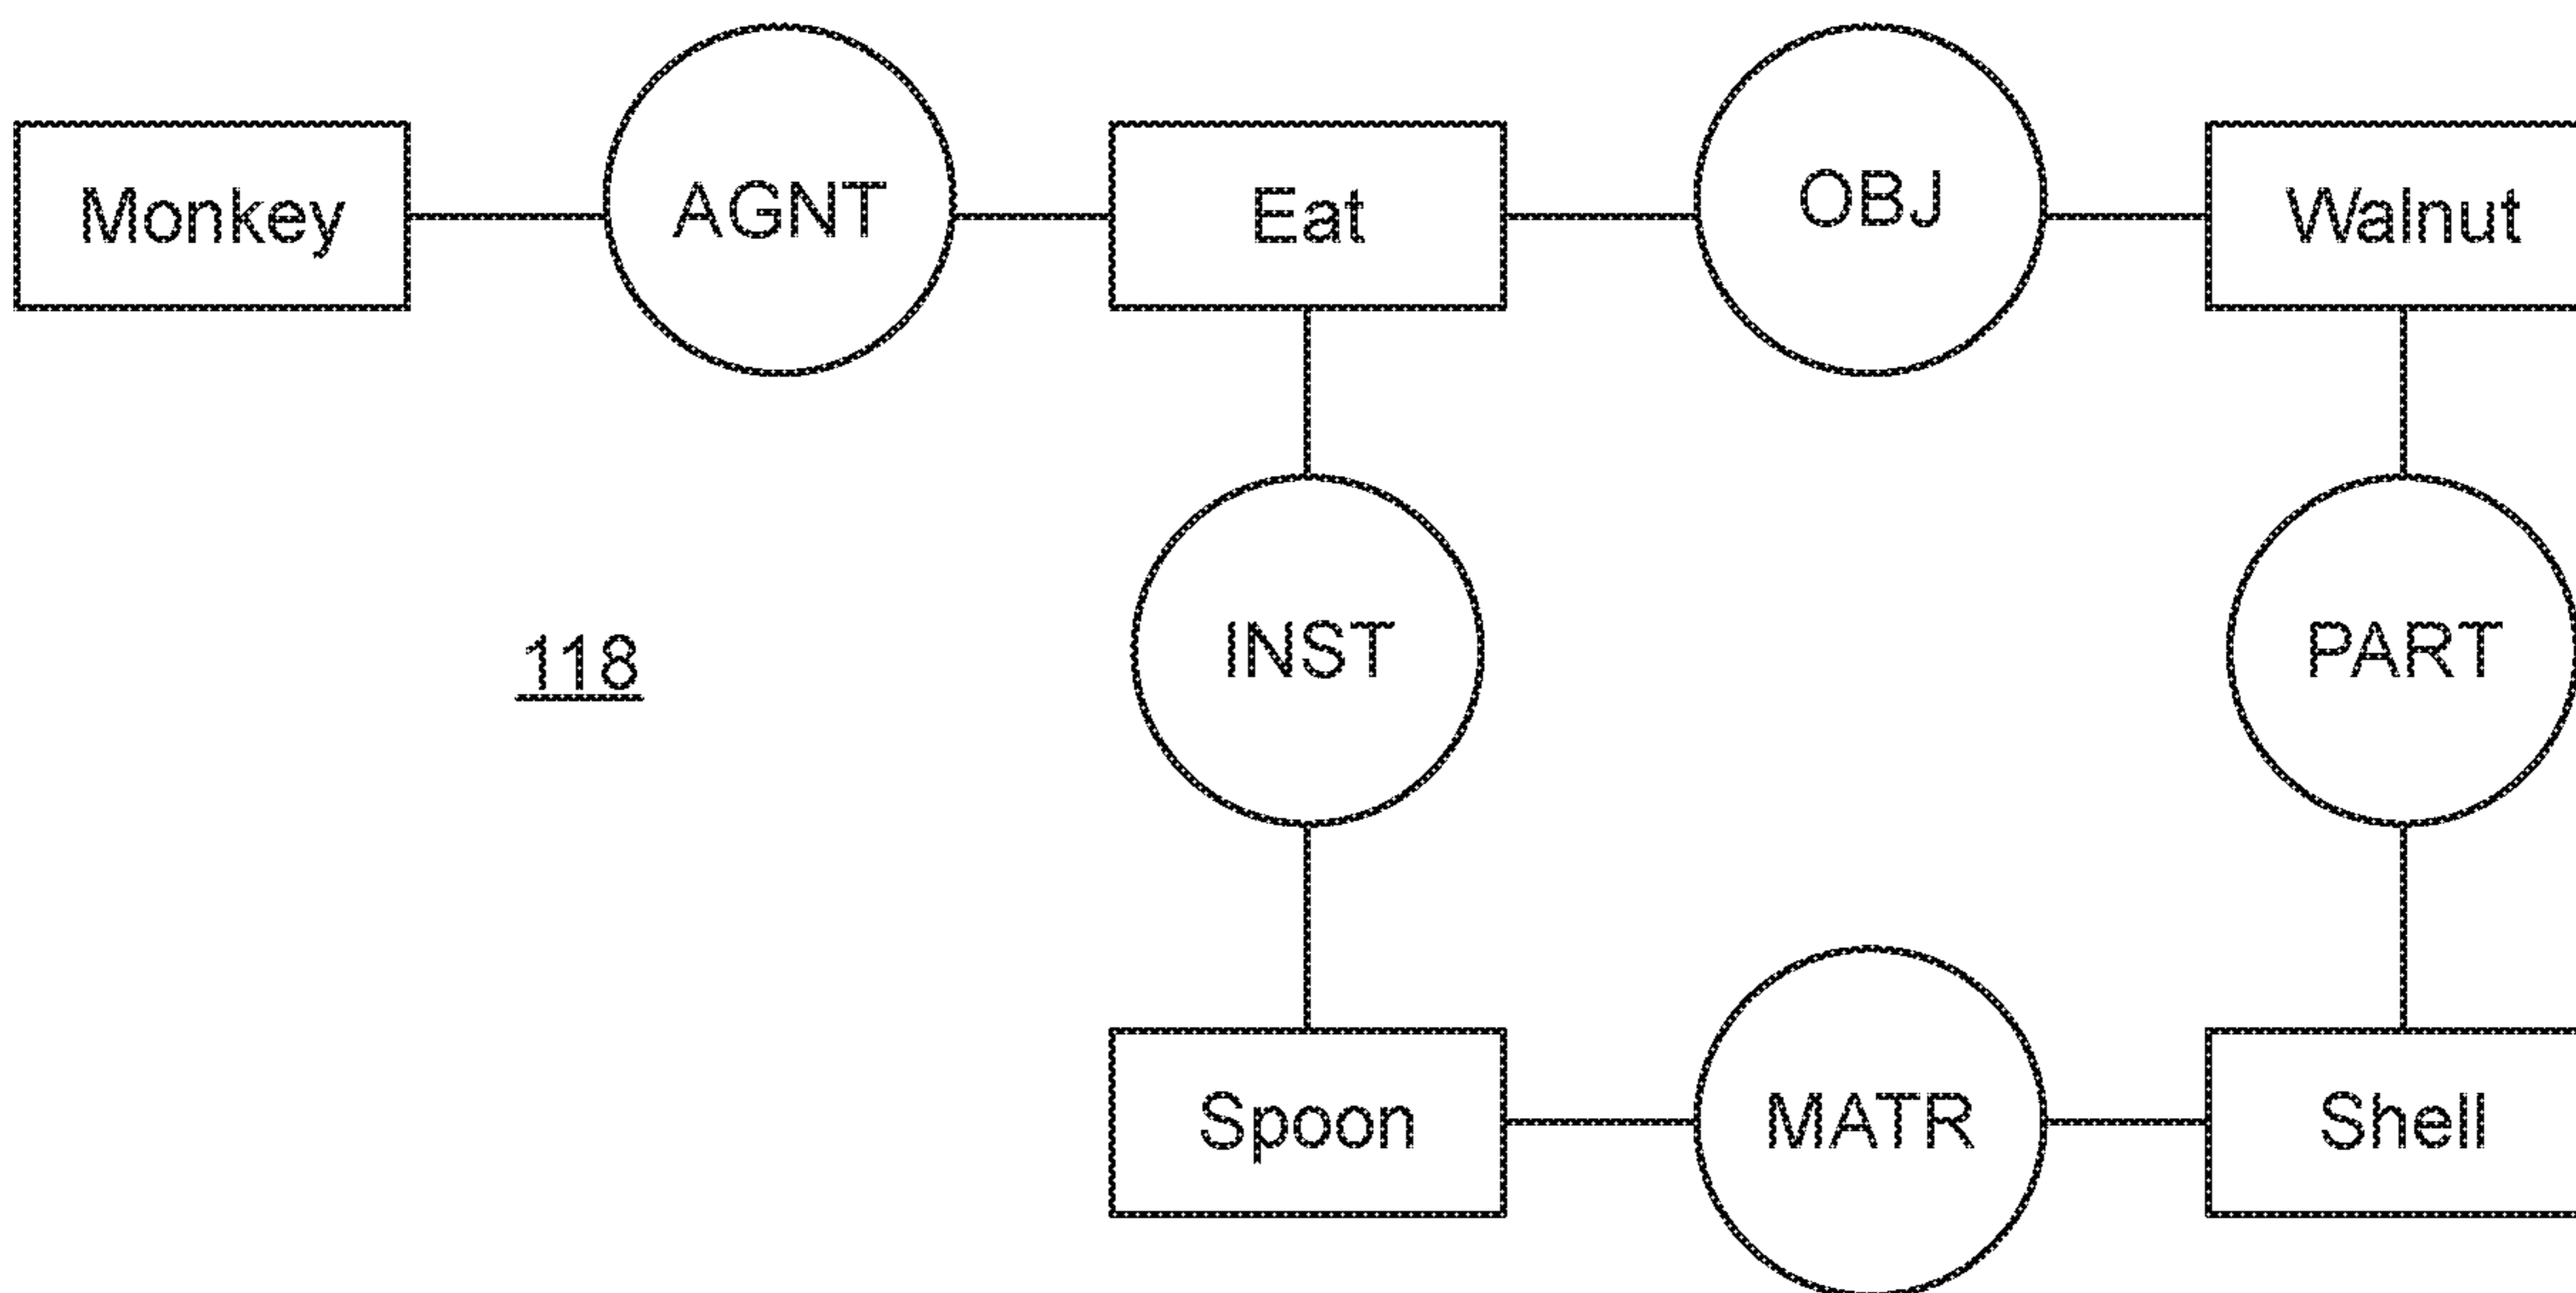 Monkey
AGNT
Eat
OBJ
Walnut
118
INST
PART
Spoon
MATR
Shell